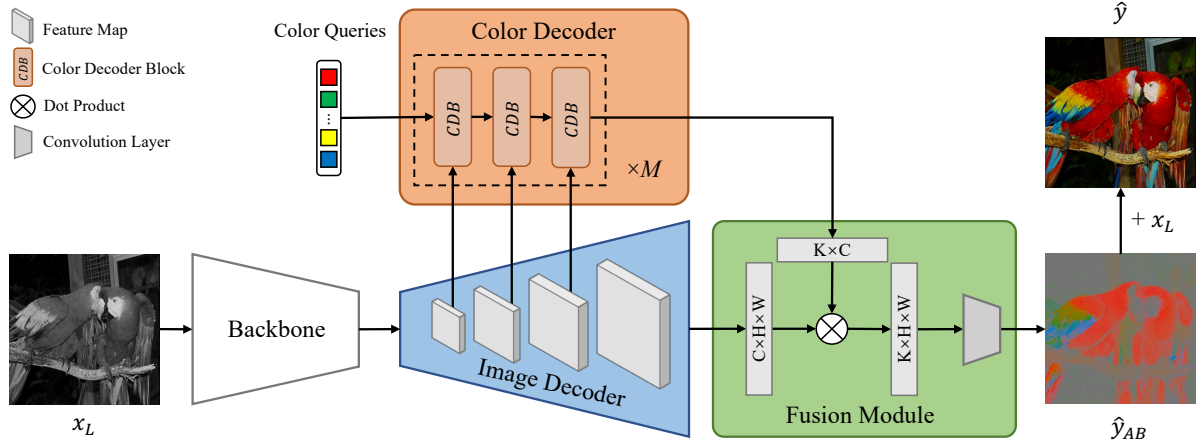 Feature Map
CDB
Color Decoder Block
Dot Product
Convolution Layer
Color Queries
...
Color Decoder
CDB
CDB
CDB
×M
ŷ
+ x_L
Backbone
Image Decoder
K×C
C×H×W
K×H×W
Fusion Module
x_L
ŷ_AB